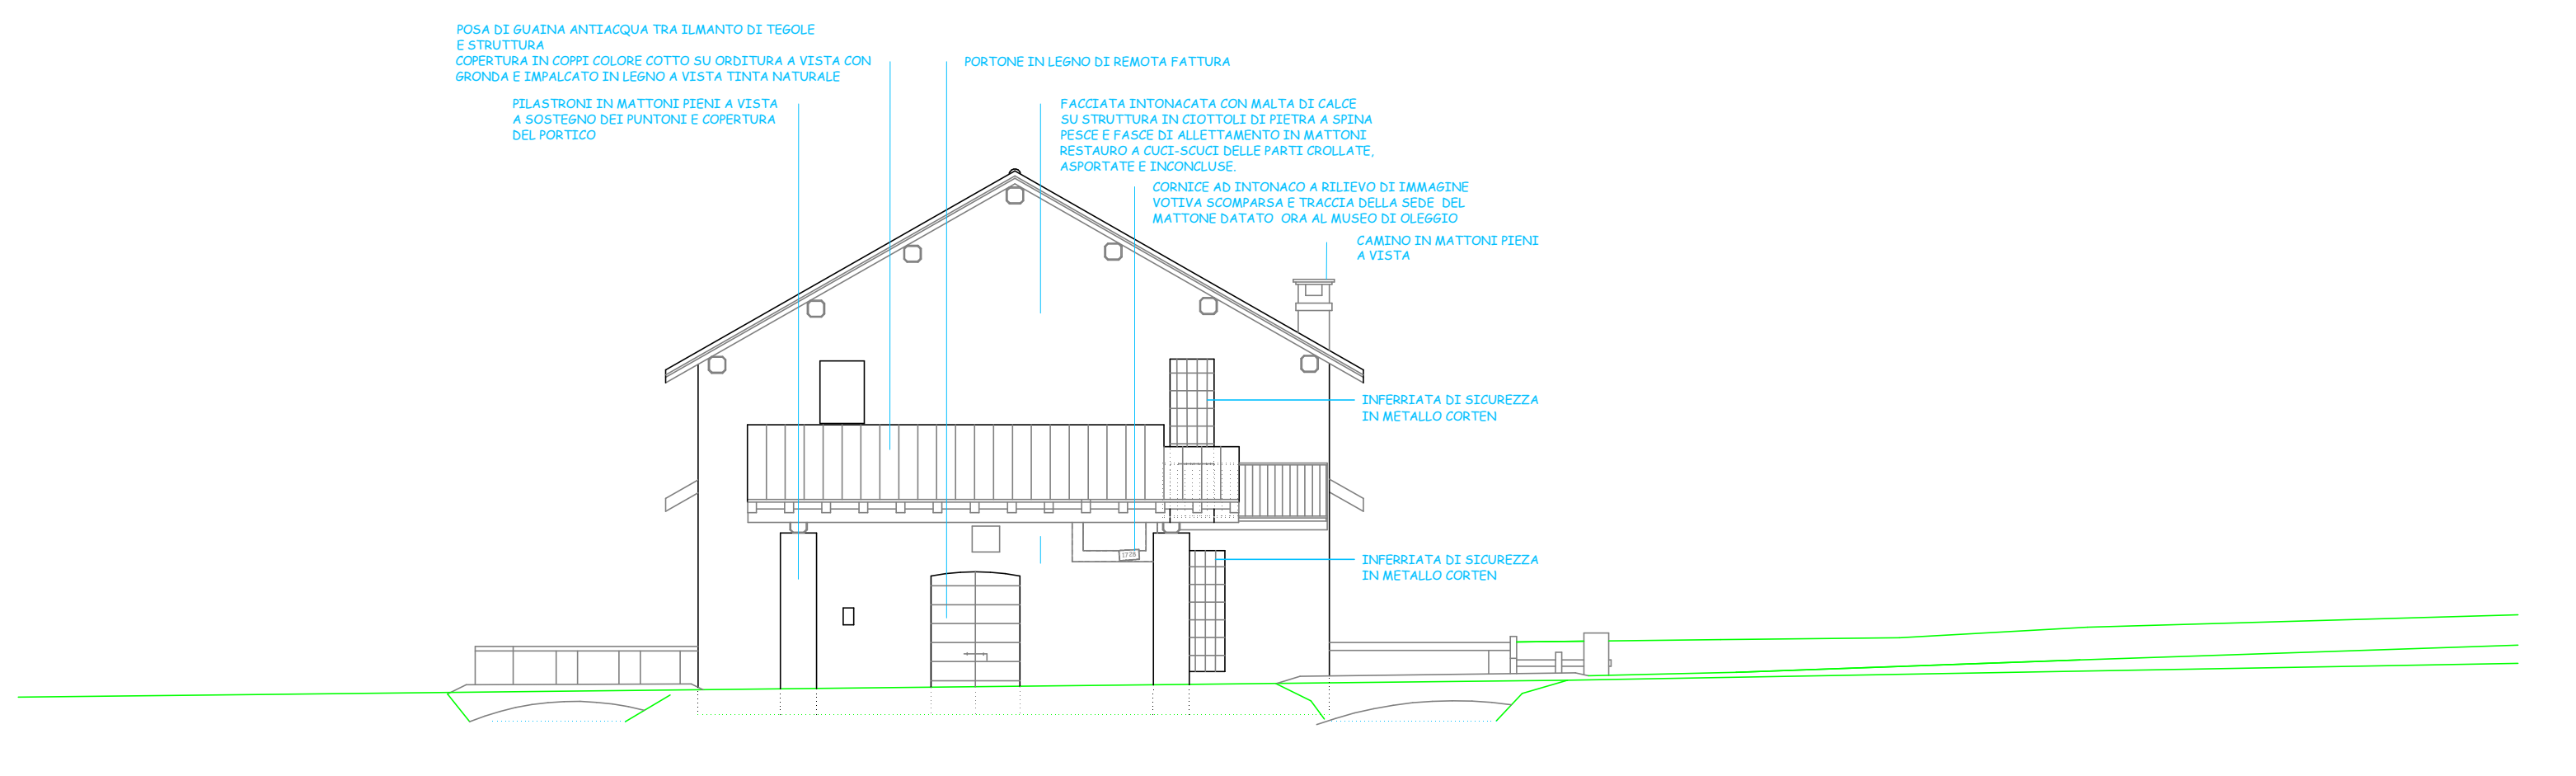 POSA DI GUAINA ANTIACQUA TRA ILMANTO DI TEGOLE
E STRUTTURA
COPERTURA IN COPPI COLORE COTTO SU ORDITURA A VISTA CON
GRONDA E IMPALCATO IN LEGNO A VISTA TINTA NATURALE
PORTONE IN LEGNO DI REMOTA FATTURA
PILASTRONI IN MATTONI PIENI A VISTA
A SOSTEGNO DEI PUNTONI E COPERTURA
DEL PORTICO
FACCIATA INTONACATA CON MALTA DI CALCE
SU STRUTTURA IN CIOTTOLI DI PIETRA A SPINA
PESCE E FASCE DI ALLETTAMENTO IN MATTONI
RESTAURO A CUCI-SCUCI DELLE PARTI CROLLATE,
ASPORTATE E INCONCLUSE.
CORNICE AD INTONACO A RILIEVO DI IMMAGINE
VOTIVA SCOMPARSA E TRACCIA DELLA SEDE DEL
MATTONE DATATO ORA AL MUSEO DI OLEGGIO
CAMINO IN MATTONI PIENI
A VISTA
INFERRIATA DI SICUREZZA
IN METALLO CORTEN
1728
INFERRIATA DI SICUREZZA
IN METALLO CORTEN